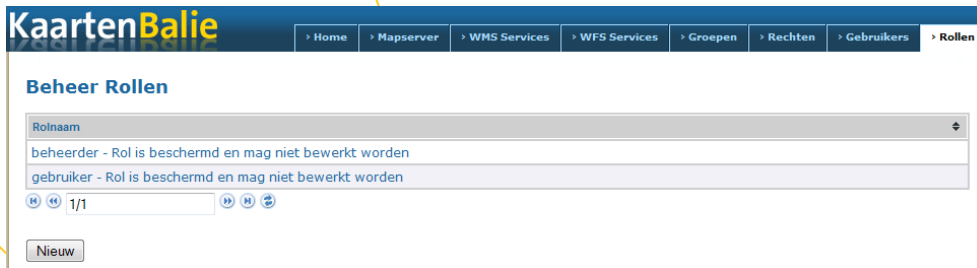 KaartenBalie
› Home › Mapserver › WMS Services › WFS Services › Groepen › Rechten › Gebruikers › Rollen
Beheer Rollen
Rolnaam
beheerder - Rol is beschermd en mag niet bewerkt worden
gebruiker - Rol is beschermd en mag niet bewerkt worden
1/1
Nieuw